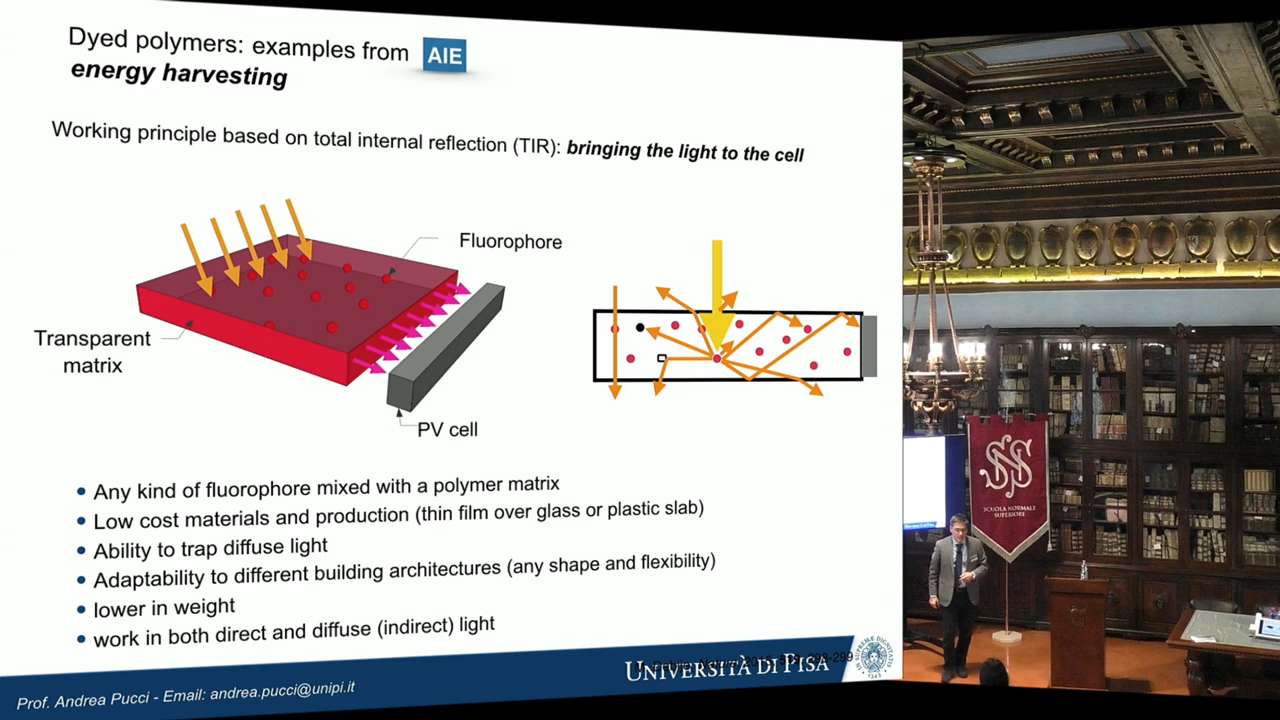 Dyed polymers: examples from AIE
energy harvesting
Working principle based on total internal reflection (TIR): bringing the light to the cell
Fluorophore
Transparent
matrix
PV cell
• Any kind of fluorophore mixed with a polymer matrix
• Low cost materials and production (thin film over glass or plastic slab)
• Ability to trap diffuse light
• Adaptability to different building architectures (any shape and flexibility)
• lower in weight
• work in both direct and diffuse (indirect) light
Prof. Andrea Pucci - Email: andrea.pucci@unipi.it
UNIVERSITÀ DI PISA
SNS
SCUOLA NORMALE
SUPERIORE